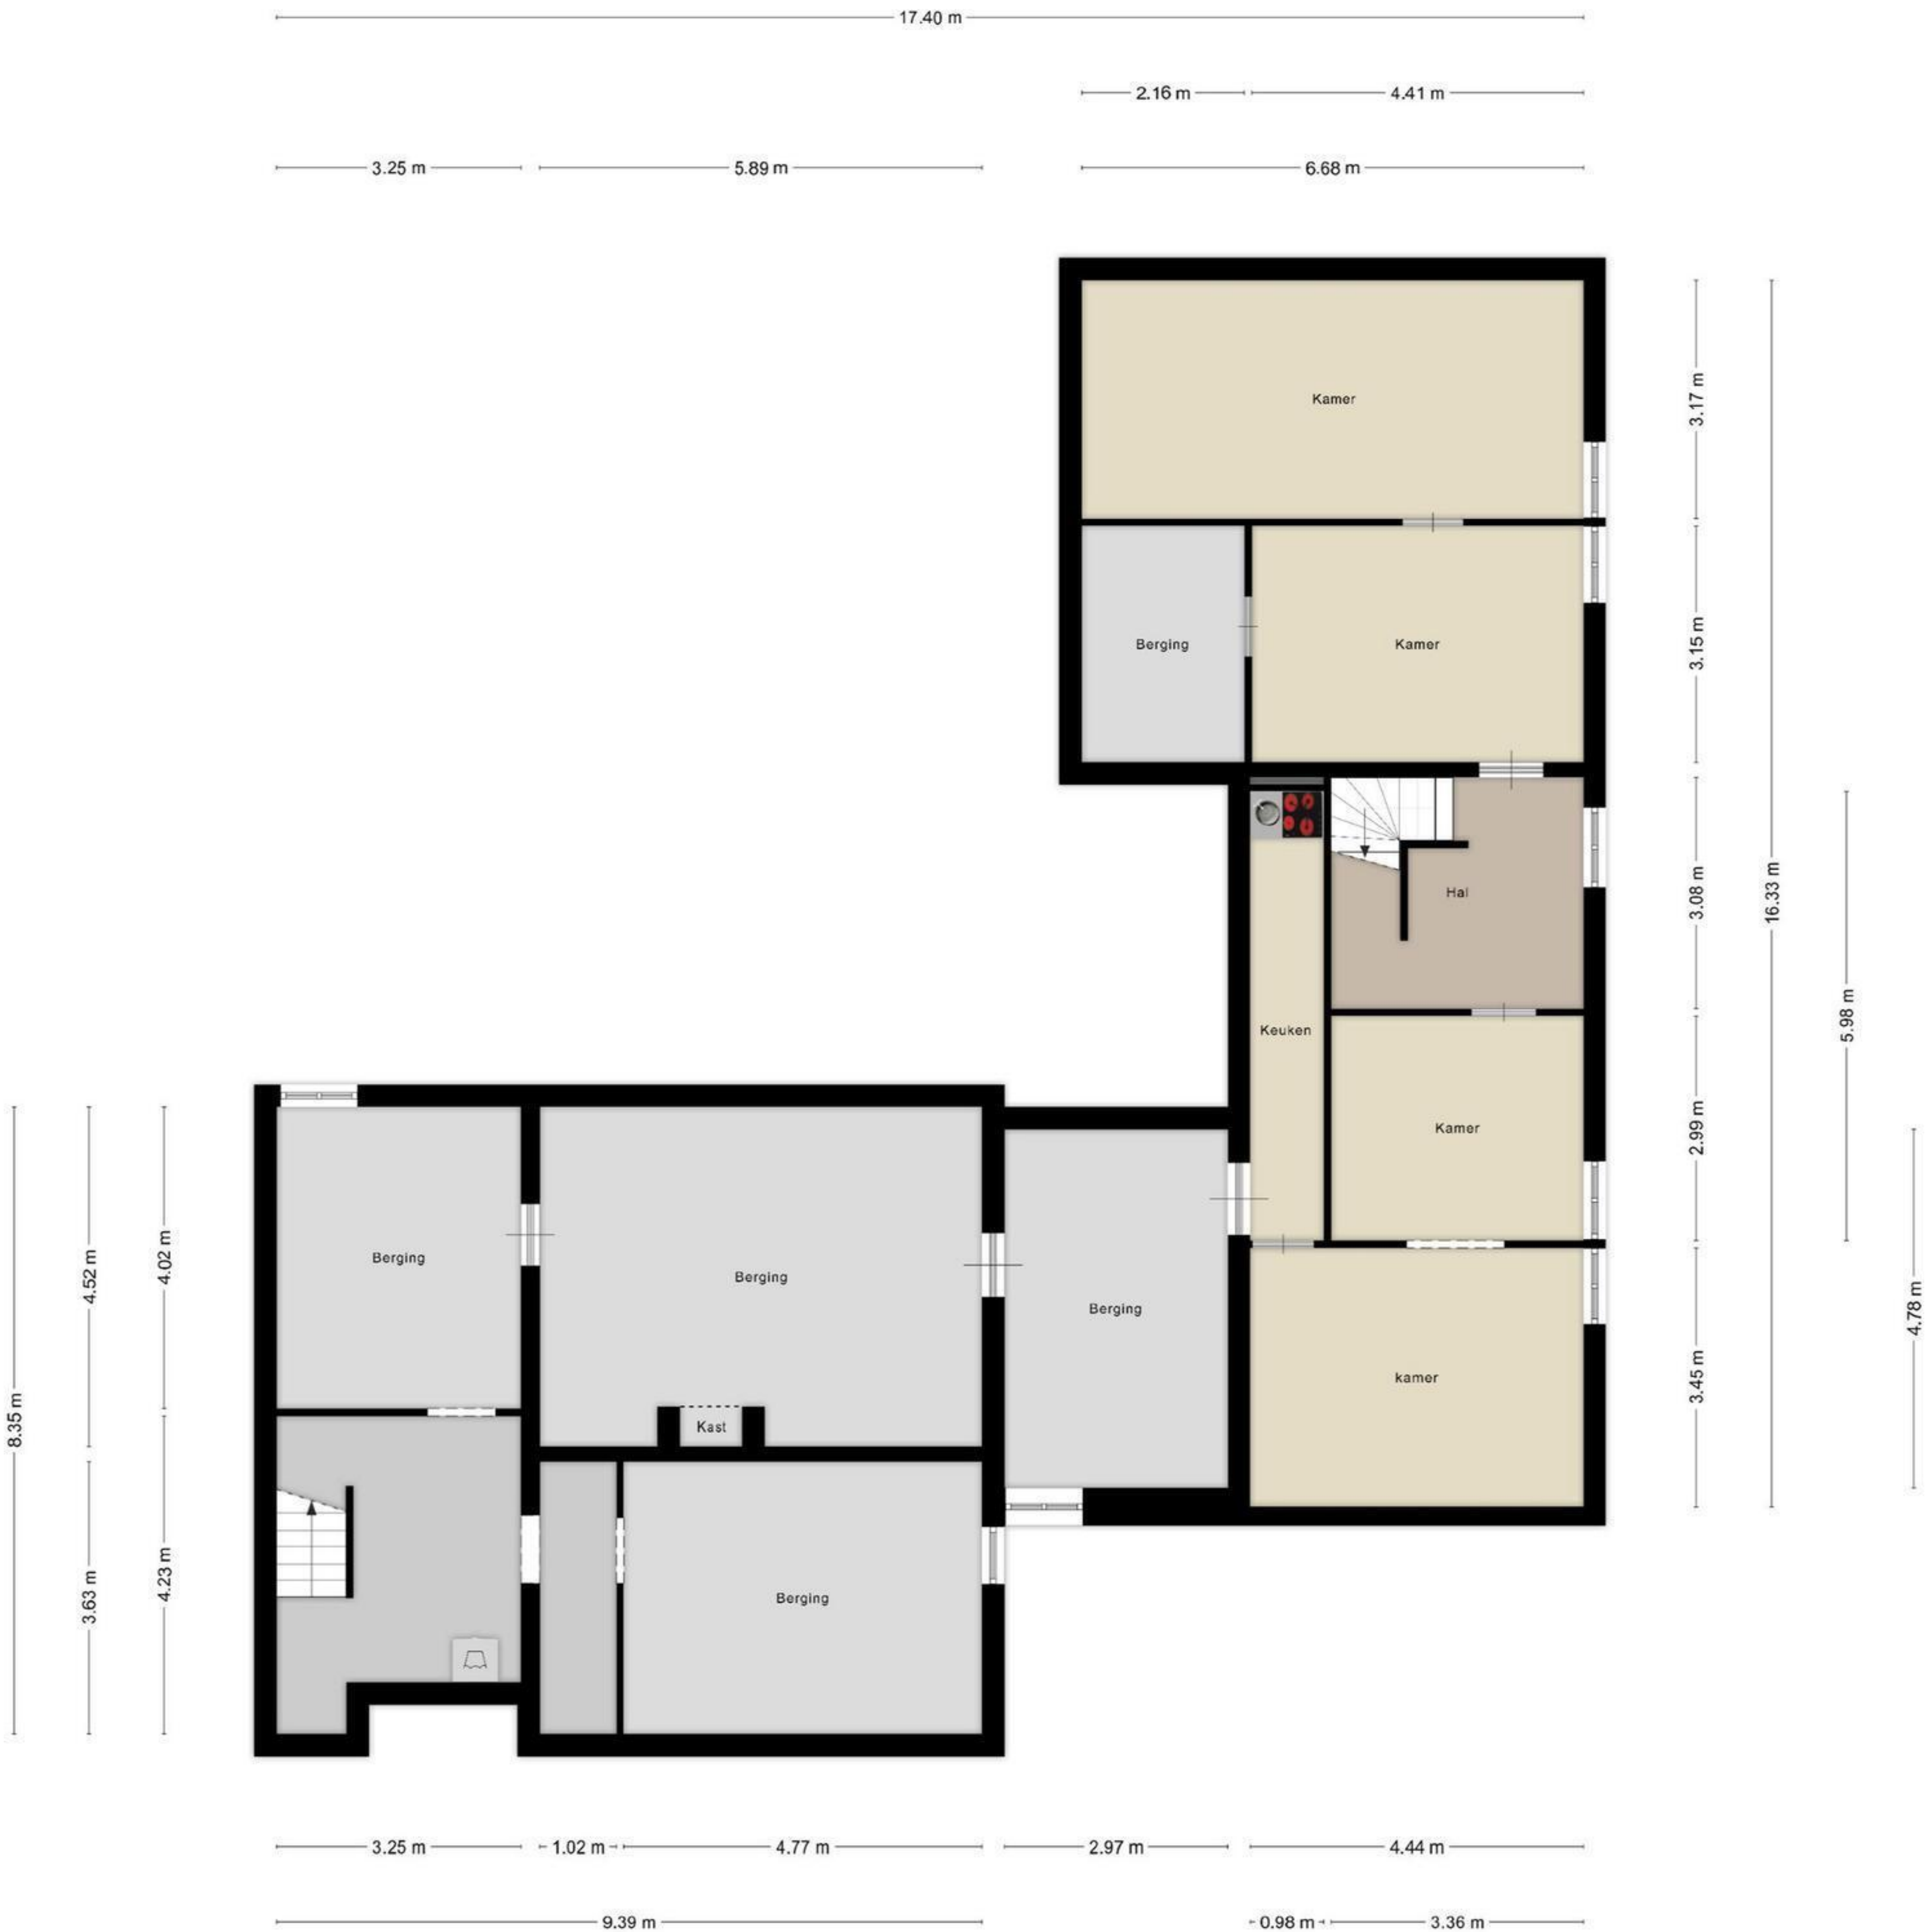 17.40 m
2.16 m
4.41 m
3.25 m
5.89 m
6.68 m
Kamer
3.17 m
Berging
Kamer
3.15 m
Hal
3.08 m
16.33 m
Keuken
5.98 m
Kamer
2.99 m
Berging
Berging
Berging
4.02 m
4.52 m
4.78 m
kamer
3.45 m
8.35 m
Kast
Berging
4.23 m
3.63 m
3.25 m
1.02 m
4.77 m
2.97 m
4.44 m
9.39 m
0.98 m
3.36 m